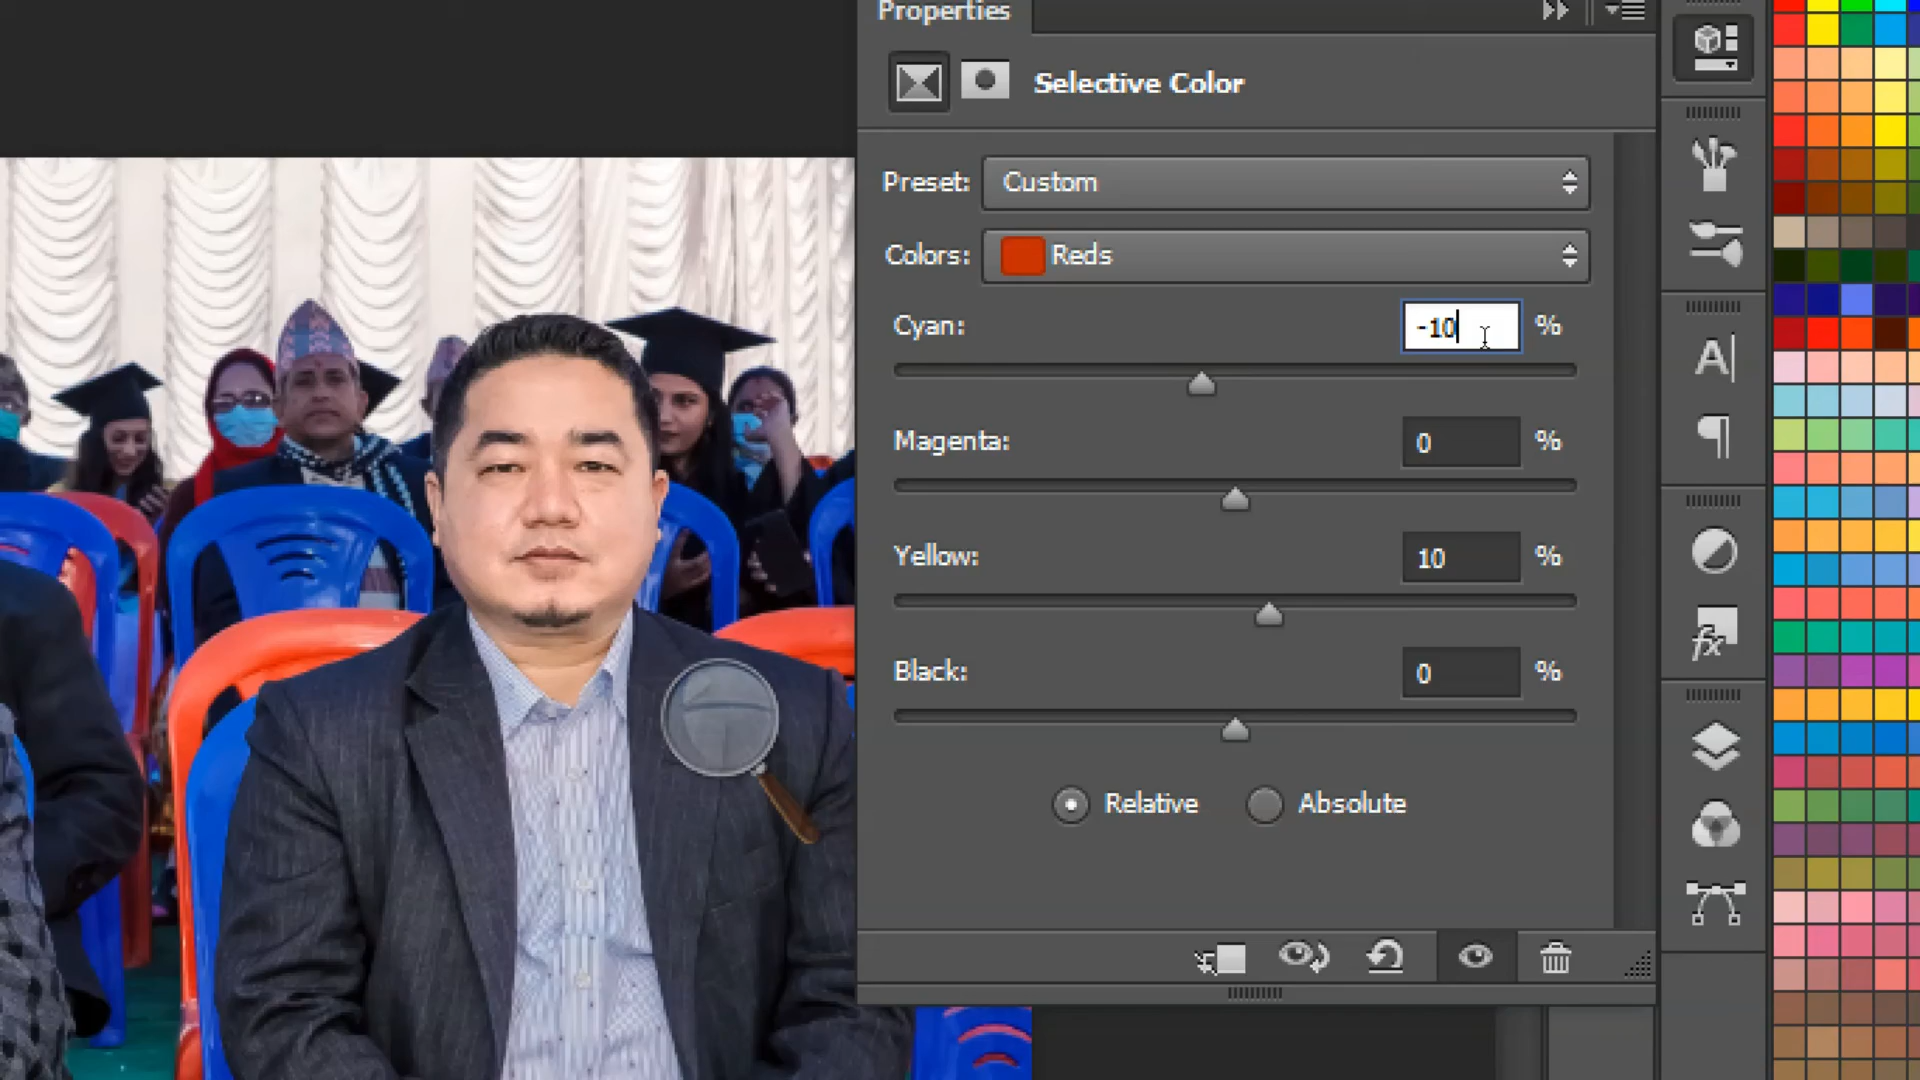 Properties
Selective Color
Preset: Custom
Colors: Reds
Cyan: -10 %
Magenta: 0 %
Yellow: 10 %
Black: 0 %
Relative Absolute